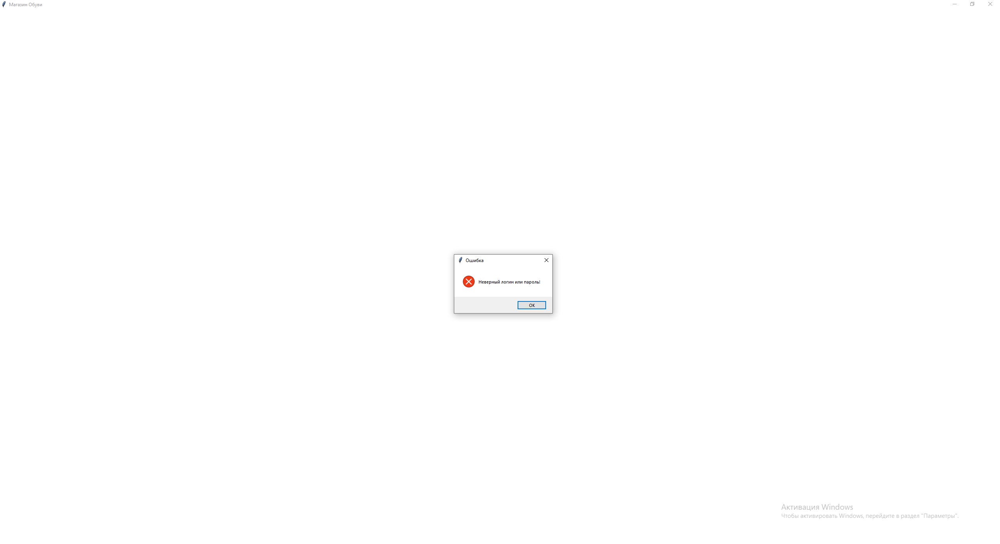 Магазин Обуви
Ошибка
Неверный логин или пароль!
OK
Активация Windows
Чтобы активировать Windows, перейдите в раздел "Параметры".